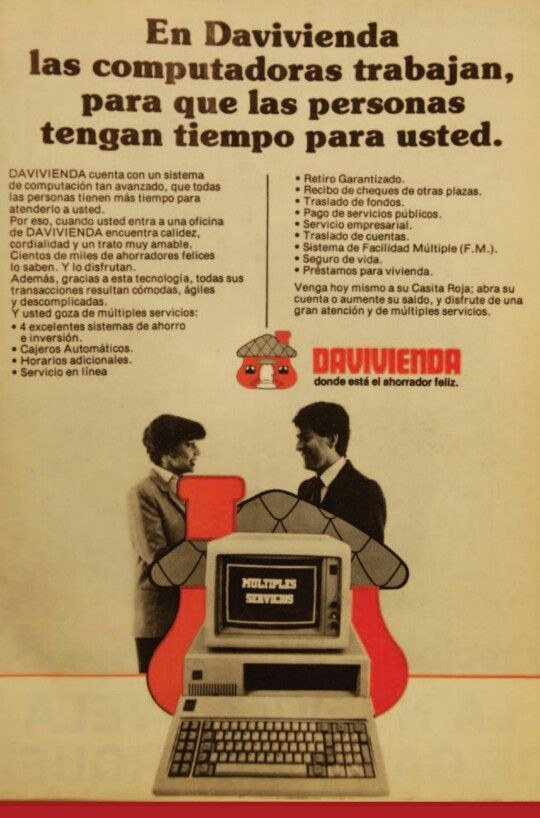 En Davivienda
las computadoras trabajan,
para que las personas
tengan tiempo para usted.
DAVIVIENDA cuenta con un sistema
de computación tan avanzado, que todas
las personas tienen más tiempo para
atenderlo a usted.
Por eso, cuando usted entra a una oficina
de DAVIVIENDA encuentra calidez,
cordialidad y un trato muy amable.
Cientos de miles de ahorradores felices
lo saben. Y lo disfrutan.
Además, gracias a esta tecnología, todas sus
transacciones resultan cómodas, ágiles
y descomplicadas.
Y usted goza de múltiples servicios:
• 4 excelentes sistemas de ahorro
e inversión.
• Cajeros Automáticos.
• Horarios adicionales.
• Servicio en línea
• Retiro Garantizado.
• Recibo de cheques de otras plazas.
• Traslado de fondos.
• Pago de servicios públicos.
• Servicio empresarial.
• Traslado de cuentas.
• Sistema de Facilidad Múltiple (F.M.).
• Seguro de vida.
• Préstamos para vivienda.
Venga hoy mismo a su Casita Roja; abra su
cuenta o aumente su saldo, y disfrute de una
gran atención y de múltiples servicios.
DAVIVIENDA
donde está el ahorrador feliz.
MULTIPLES
SERVICIOS